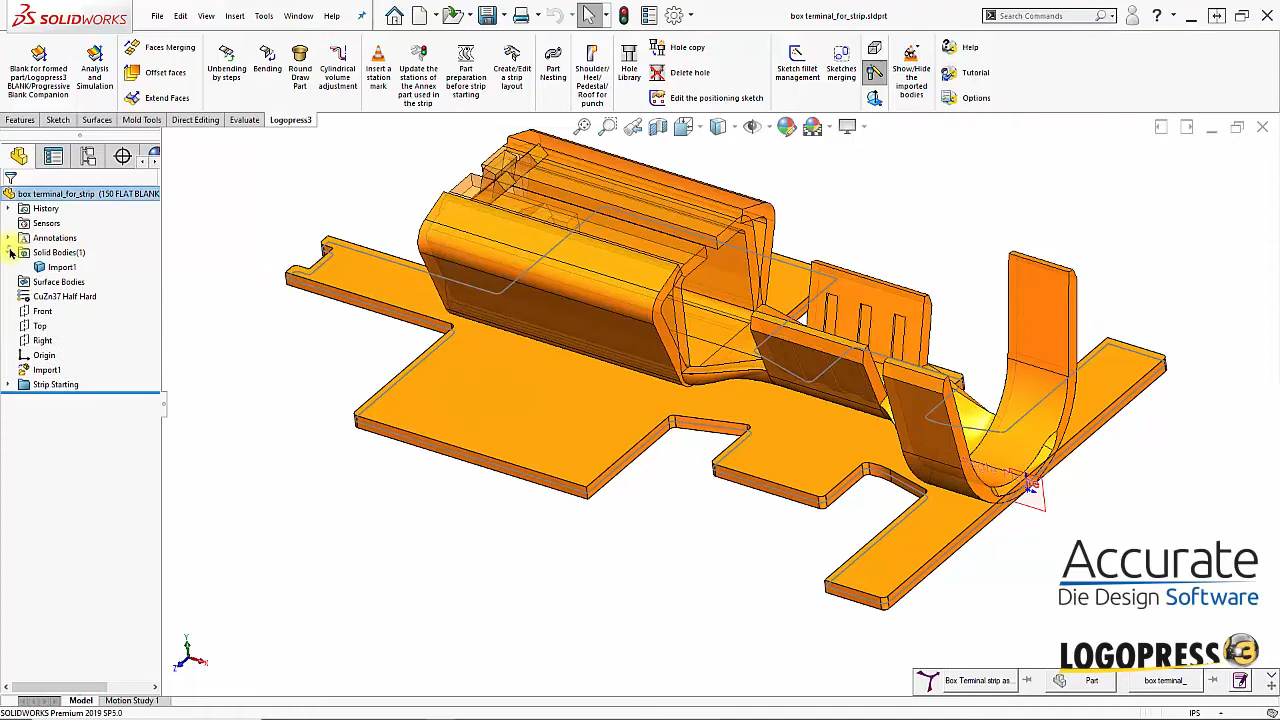 SOLIDWORKS
File Edit View Insert Tools Window Help
box terminal_for_strip.sldprt
Search Commands
?
Blank for formed part/Logopress3 BLANK/Progressive Blank Companion
Analysis and Simulation
Faces Merging
Offset faces
Extend Faces
Unbending by steps
Bending
Round Draw Part
Cylindrical volume adjustment
Insert a station mark
Update the stations of the Annex part used in the strip
Part preparation before strip starting
Create/Edit a strip layout
Part Nesting
Shoulder/ Heel/ Pedestal/ Roof for punch
Hole Library
Hole copy
Delete hole
Edit the positioning sketch
Sketch fillet management
Sketches merging
Show/Hide the imported bodies
Help
Tutorial
Options
Features Sketch Surfaces Mold Tools Direct Editing Evaluate Logopress3
box terminal_for_strip (150 FLAT BLANK
History
Sensors
Annotations
Solid Bodies(1)
Import1
Surface Bodies
CuZn37 Half Hard
Front
Top
Right
Origin
Import1
Strip Starting
Accurate
Die Design Software
LOGOPRESS 3
Box Terminal strip as...
Part
box terminal_
Y
X
Z
Model Motion Study 1
SOLIDWORKS Premium 2019 SP5.0
IPS